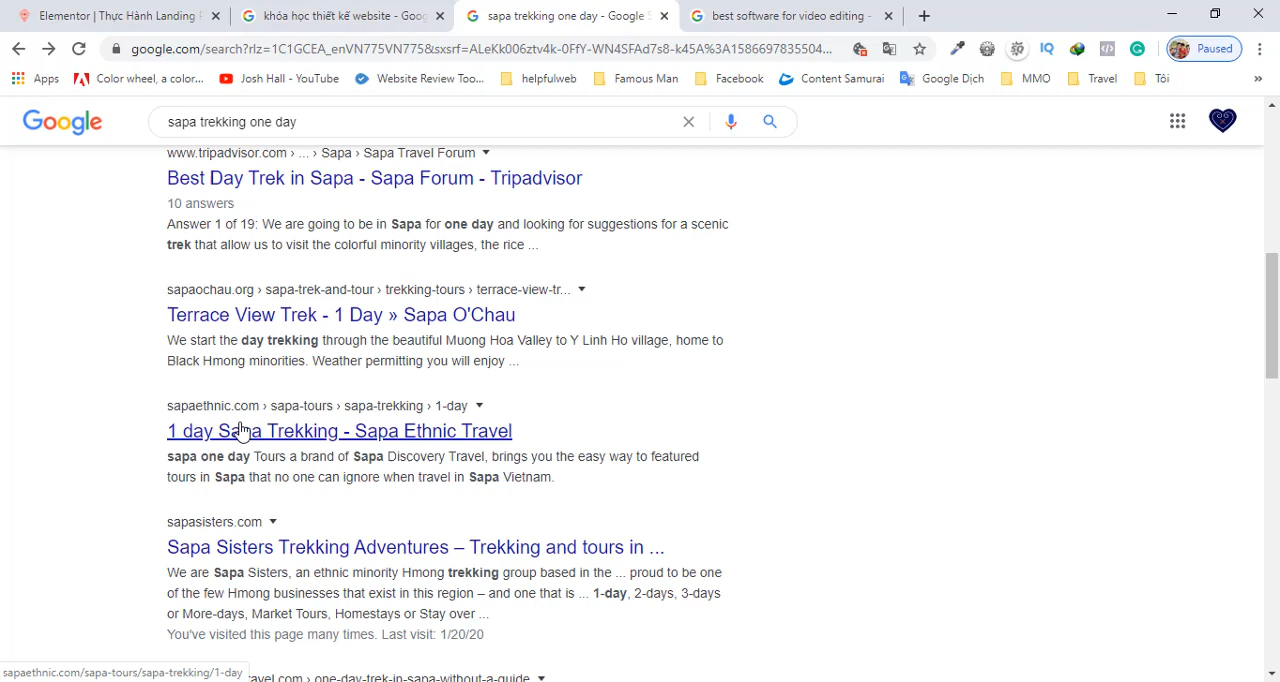 Elementor | Thực Hành Landing P
khóa học thiết kế website - Goog
sapa trekking one day - Google S
best software for video editing -
google.com/search?rlz=1C1GCEA_enVN775VN775&sxsrf=ALeKk006ztv4k-0FfY-WN4SFAd7s8-k45A%3A1586697835504...
IQ
Paused
Apps
Color wheel, a color...
Josh Hall - YouTube
Website Review Too...
helpfulweb
Famous Man
Facebook
Content Samurai
Google Dịch
MMO
Travel
Tôi
»
Google
sapa trekking one day
www.tripadvisor.com › ... › Sapa › Sapa Travel Forum
Best Day Trek in Sapa - Sapa Forum - Tripadvisor
10 answers
Answer 1 of 19: We are going to be in Sapa for one day and looking for suggestions for a scenic
trek that allow us to visit the colorful minority villages, the rice ...
sapaochau.org › sapa-trek-and-tour › trekking-tours › terrace-view-tr...
Terrace View Trek - 1 Day » Sapa O'Chau
We start the day trekking through the beautiful Muong Hoa Valley to Y Linh Ho village, home to
Black Hmong minorities. Weather permitting you will enjoy ...
sapaethnic.com › sapa-tours › sapa-trekking › 1-day
1 day Sapa Trekking - Sapa Ethnic Travel
sapa one day Tours a brand of Sapa Discovery Travel, brings you the easy way to featured
tours in Sapa that no one can ignore when travel in Sapa Vietnam.
sapasisters.com
Sapa Sisters Trekking Adventures – Trekking and tours in ...
We are Sapa Sisters, an ethnic minority Hmong trekking group based in the ... proud to be one
of the few Hmong businesses that exist in this region – and one that is ... 1-day, 2-days, 3-days
or More-days, Market Tours, Homestays or Stay over ...
You've visited this page many times. Last visit: 1/20/20
sapaethnic.com/sapa-tours/sapa-trekking/1-day
avel.com › one-day-trek-in-sapa-without-a-guide